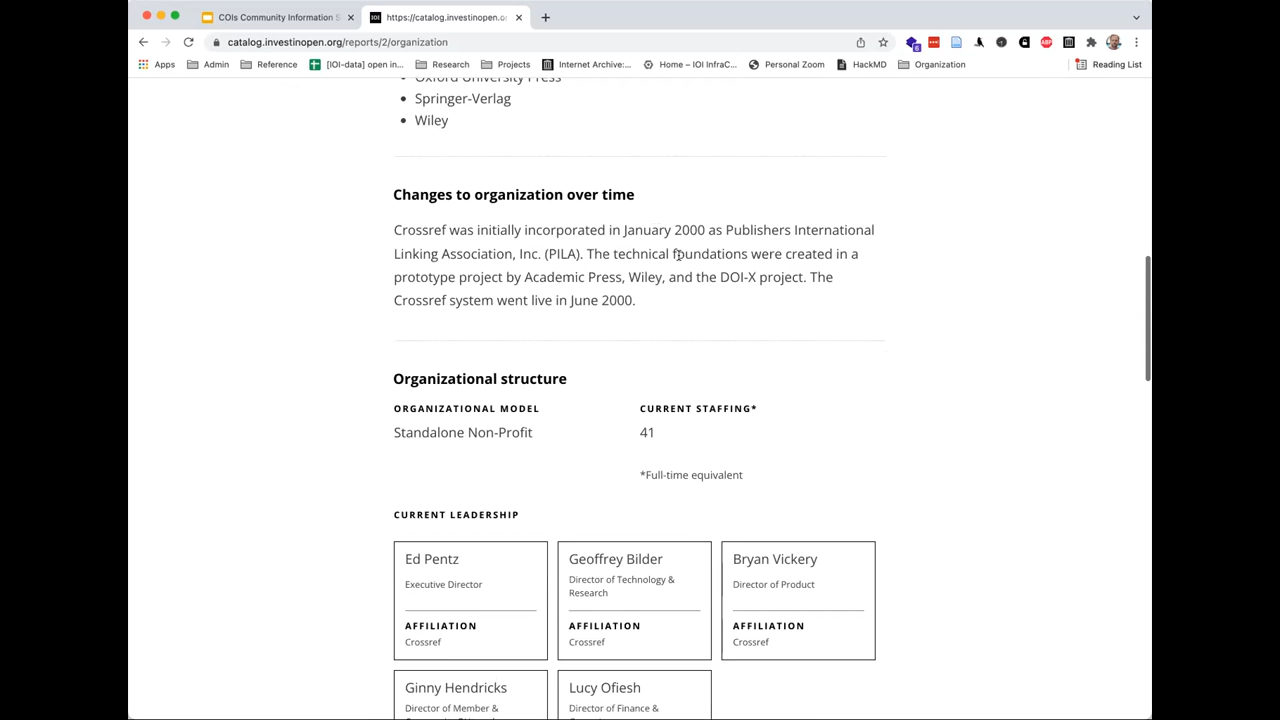 COIs Community Information S
https://catalog.investinopen.or
catalog.investinopen.org/reports/2/organization
Apps
Admin
Reference
[IOI-data] open in...
Research
Projects
Internet Archive:...
Home – IOI InfraC...
Personal Zoom
HackMD
Organization
Reading List
Oxford University Press
Springer-Verlag
Wiley
Changes to organization over time
Crossref was initially incorporated in January 2000 as Publishers International
Linking Association, Inc. (PILA). The technical foundations were created in a
prototype project by Academic Press, Wiley, and the DOI-X project. The
Crossref system went live in June 2000.
Organizational structure
ORGANIZATIONAL MODEL
Standalone Non-Profit
CURRENT STAFFING*
41
*Full-time equivalent
CURRENT LEADERSHIP
Ed Pentz
Executive Director
AFFILIATION
Crossref
Geoffrey Bilder
Director of Technology &
Research
AFFILIATION
Crossref
Bryan Vickery
Director of Product
AFFILIATION
Crossref
Ginny Hendricks
Director of Member &
Lucy Ofiesh
Director of Finance &